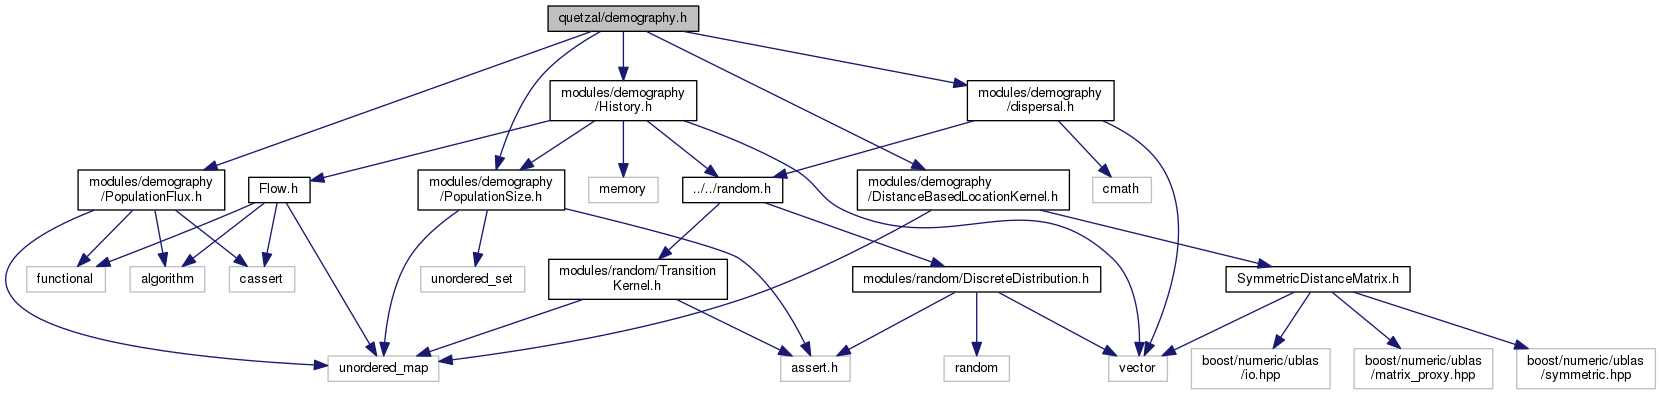 quetzal/demography.h
modules/demography
/History.h
modules/demography
/dispersal.h
modules/demography
/PopulationFlux.h
Flow.h
modules/demography
/PopulationSize.h
memory
../../random.h
modules/demography
/DistanceBasedLocationKernel.h
cmath
functional
algorithm
cassert
unordered_set
modules/random/Transition
Kernel.h
modules/random/DiscreteDistribution.h
SymmetricDistanceMatrix.h
unordered_map
assert.h
random
vector
boost/numeric/ublas
/io.hpp
boost/numeric/ublas
/matrix_proxy.hpp
boost/numeric/ublas
/symmetric.hpp